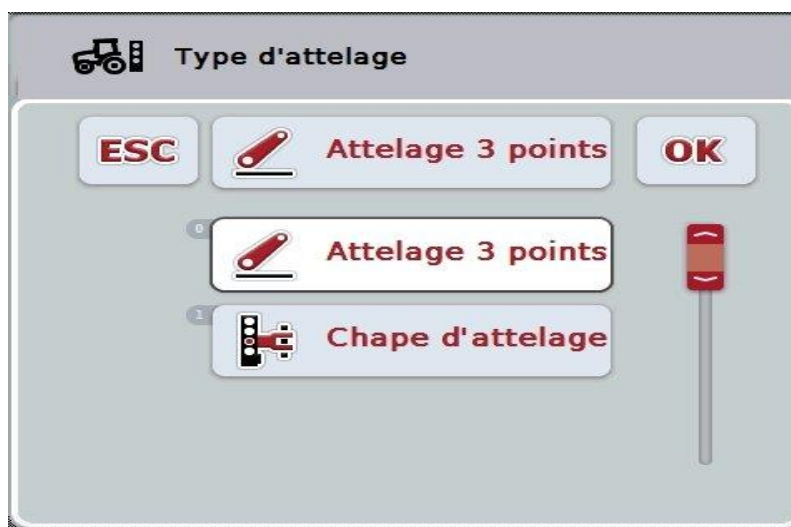 Type d'attelage
ESC
Attelage 3 points
OK
0
Attelage 3 points
1
Chape d'attelage